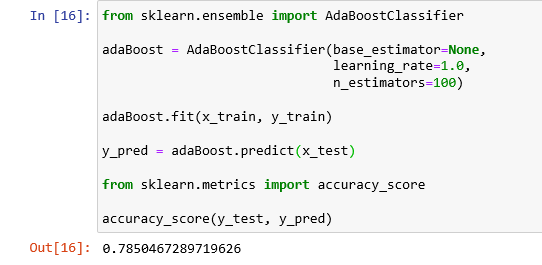 In [16]: from sklearn.ensemble import AdaBoostClassifier
adaBoost = AdaBoostClassifier(base_estimator=None,
learning_rate=1.0,
n_estimators=100)
adaBoost.fit(x_train, y_train)
y_pred = adaBoost.predict(x_test)
from sklearn.metrics import accuracy_score
accuracy_score(y_test, y_pred)
Out[16]: 0.7850467289719626